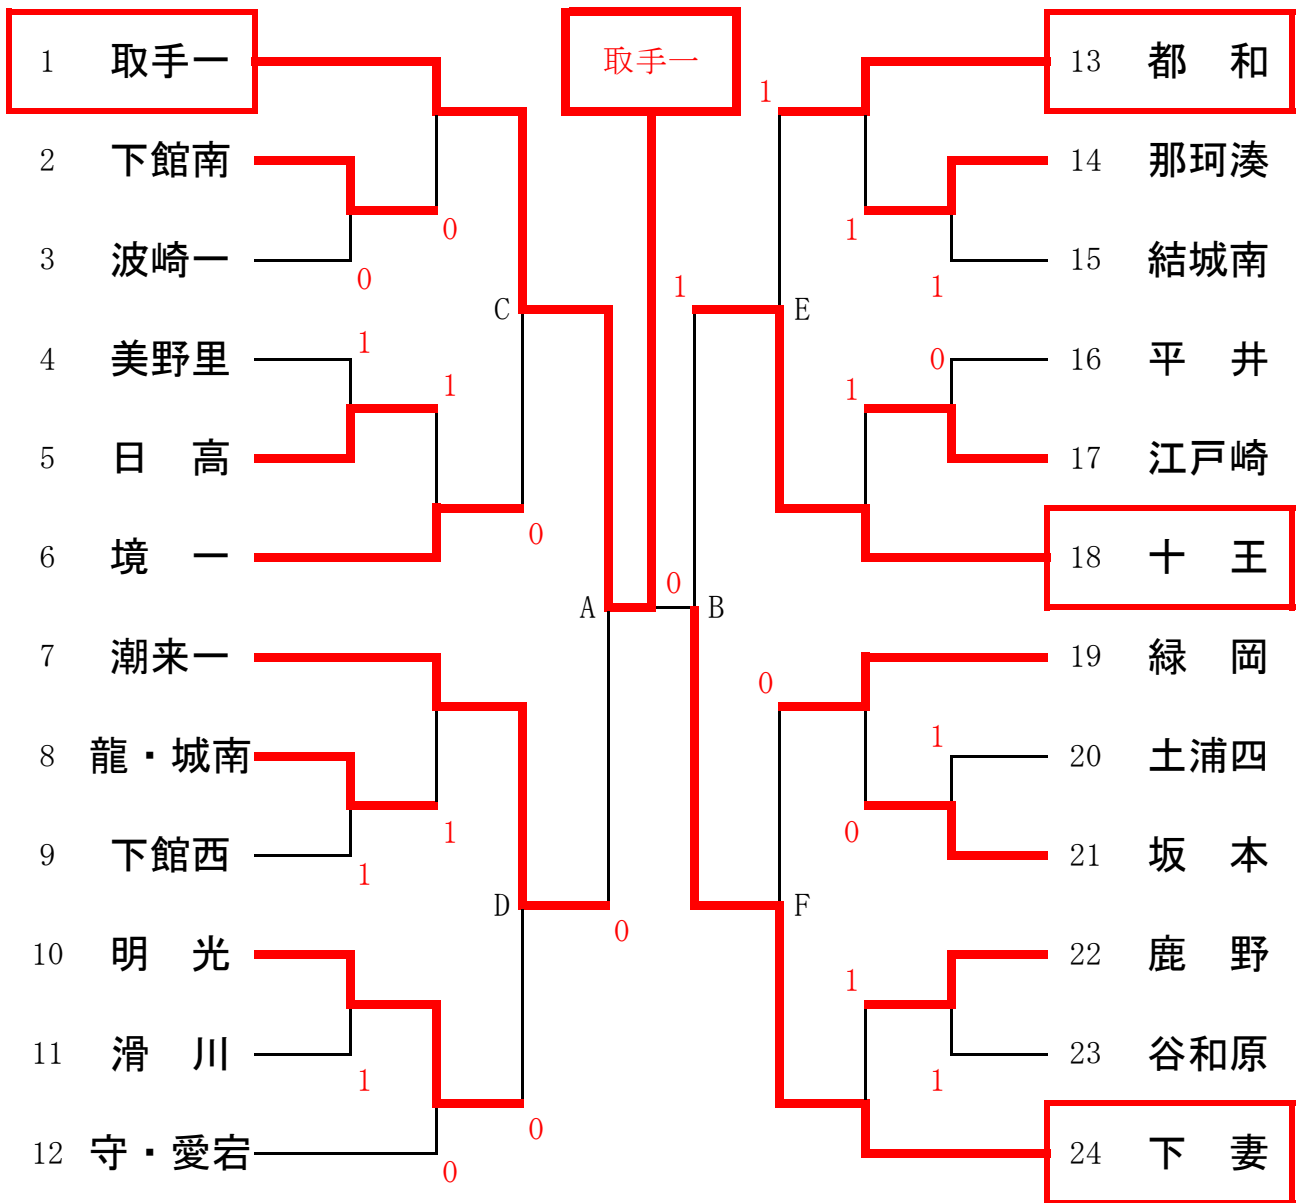 取手一
1 取手一
2 下館南
3 波崎一
4 美野里
5 日　高
6 境　一
7 潮来一
8 龍・城南
9 下館西
10 明　光
11 滑　川
12 守・愛宕
0
0
1
1
0
1
1
1
0
0
0
C
A
D
0
1
0
B
E
F
1
1
1
0
1
0
1
0
1
1
13 都　和
14 那珂湊
15 結城南
16 平　井
17 江戸崎
18 十　王
19 緑　岡
20 土浦四
21 坂　本
22 鹿　野
23 谷和原
24 下　妻